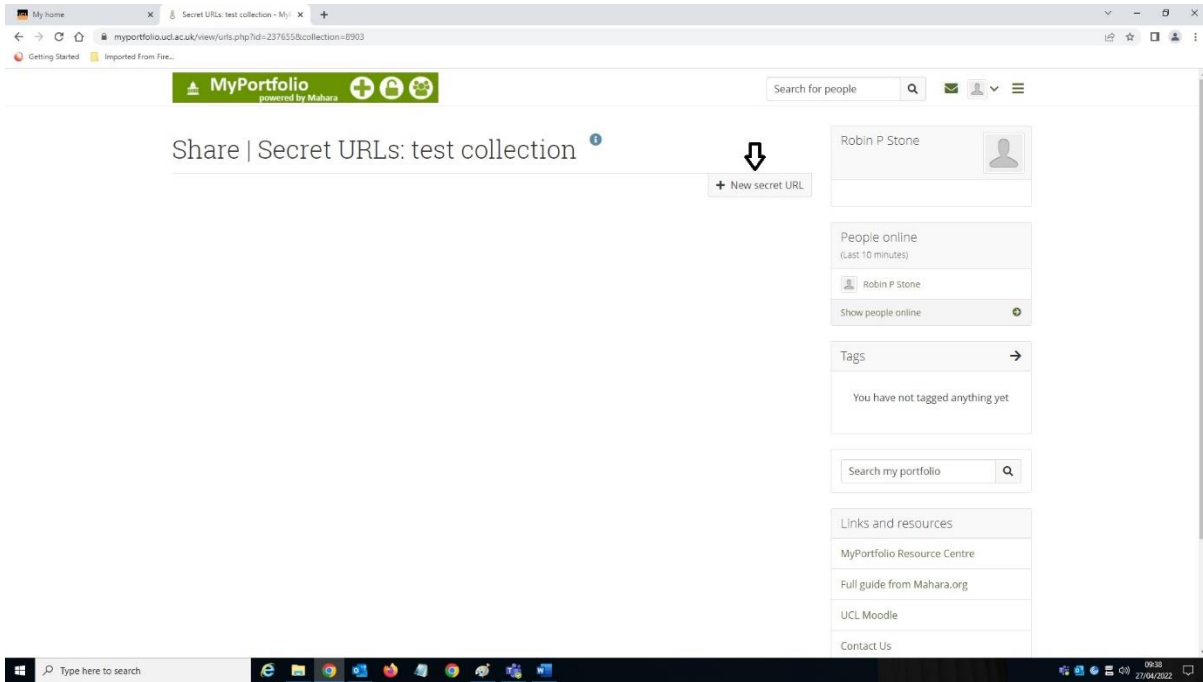 My home
Secret URLs: test collection - My
myportfolio.ucl.ac.uk/view/urls.php?id=237655&collection=8903
Getting Started
Imported From Fire...
MyPortfolio
powered by Mahara
Search for people
Share | Secret URLs: test collection
+ New secret URL
Robin P Stone
People online
(Last 10 minutes)
Robin P Stone
Show people online
Tags
You have not tagged anything yet
Search my portfolio
Links and resources
MyPortfolio Resource Centre
Full guide from Mahara.org
UCL Moodle
Contact Us
Type here to search
09:38
27/04/2022